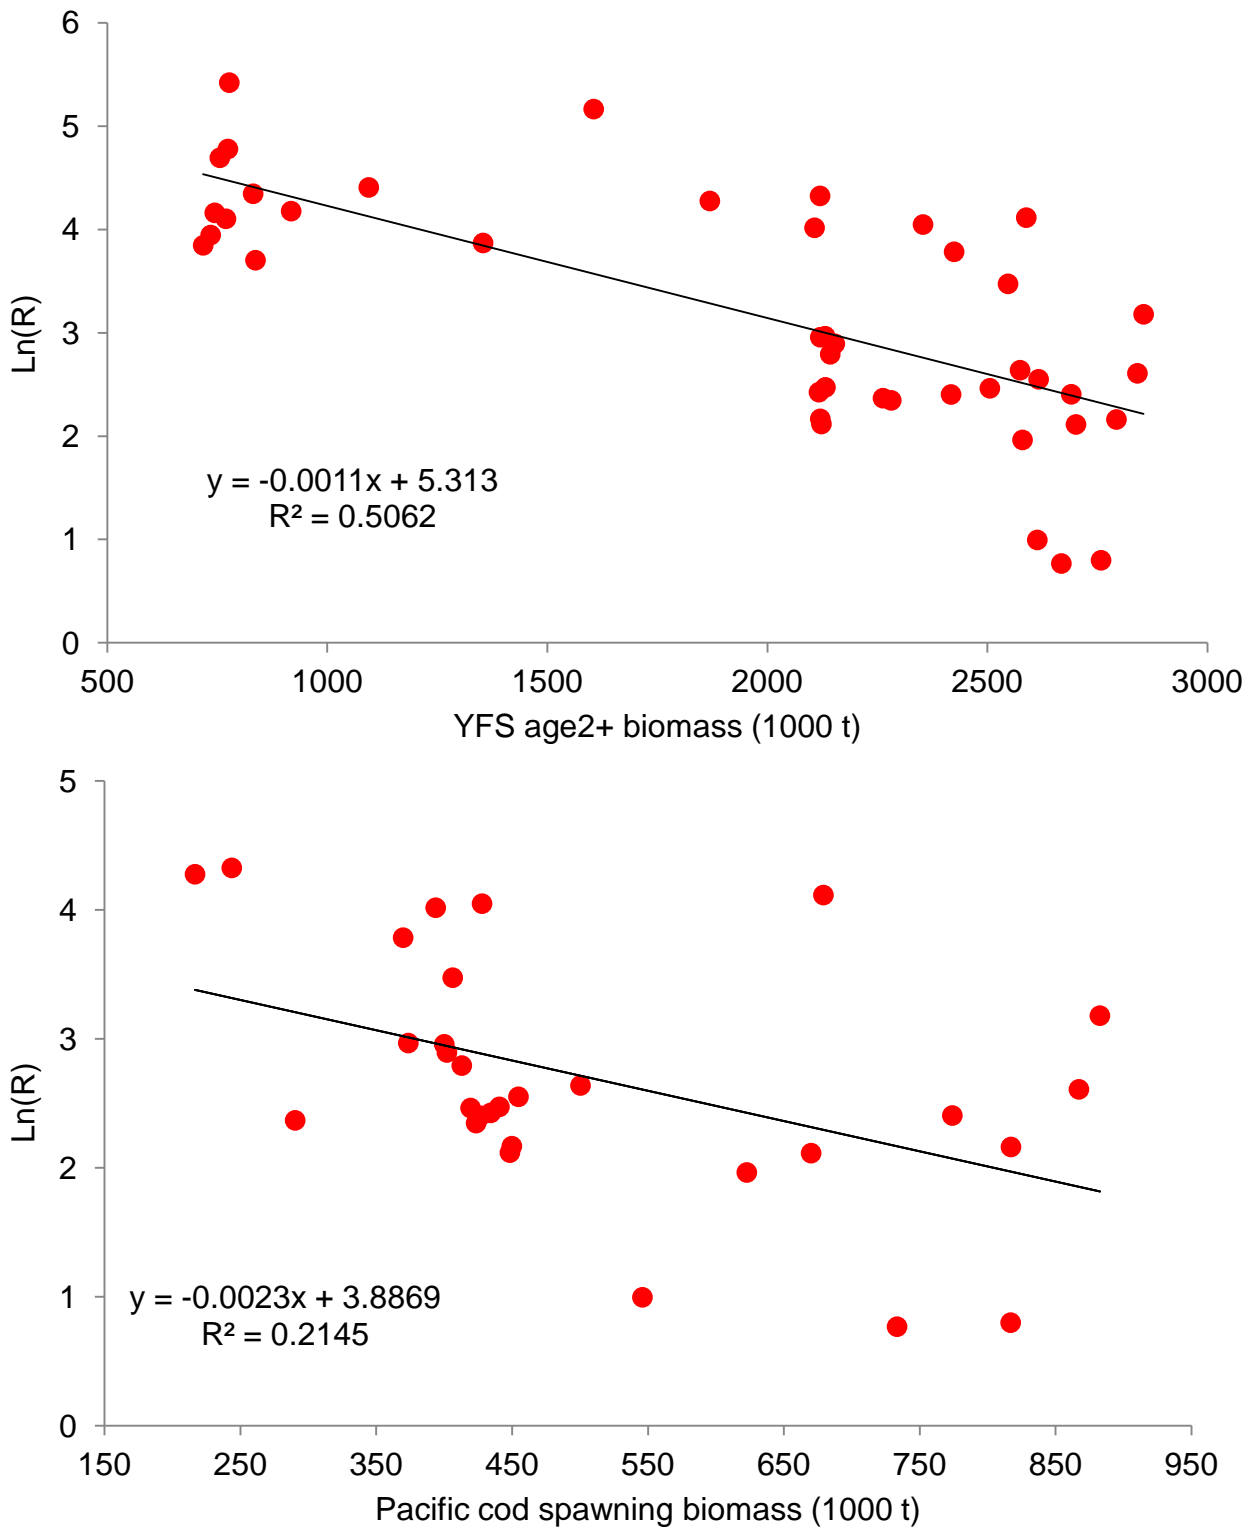 6
5
4
3
2
1
0
Ln(R)
y = -0.0011x + 5.313
R² = 0.5062
500 1000 1500 2000 2500 3000
YFS age2+ biomass (1000 t)
5
4
3
2
1
0
Ln(R)
y = -0.0023x + 3.8869
R² = 0.2145
150 250 350 450 550 650 750 850 950
Pacific cod spawning biomass (1000 t)